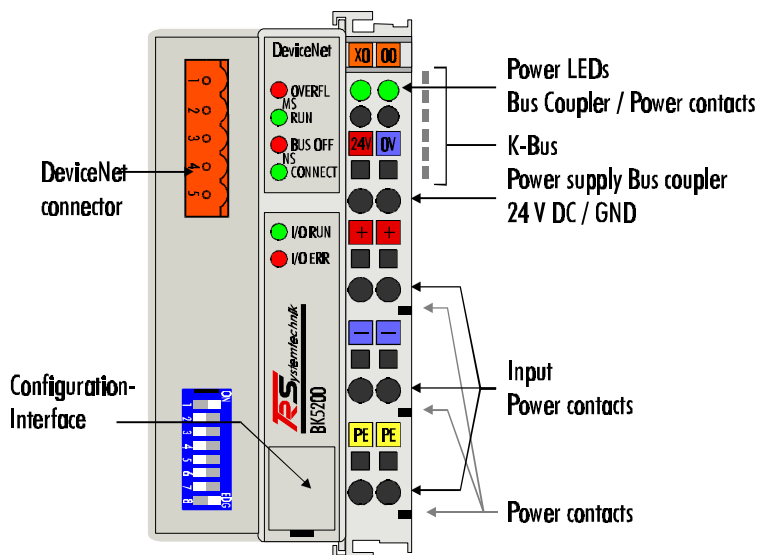 DeviceNet
X0 00
OVERFL
MS
RUN
BUS OFF
NS
CONNECT
I/O RUN
I/O ERR
1
2
3
4
5
24V 0V
+ +
− −
PE PE
TRSystemtechnik
BK5200
ON
1
2
3
4
5
6
7
8
EDG
DeviceNet
connector
Configuration-
Interface
Power LEDs
Bus Coupler / Power contacts
K-Bus
Power supply Bus coupler
24 V DC / GND
Input
Power contacts
Power contacts